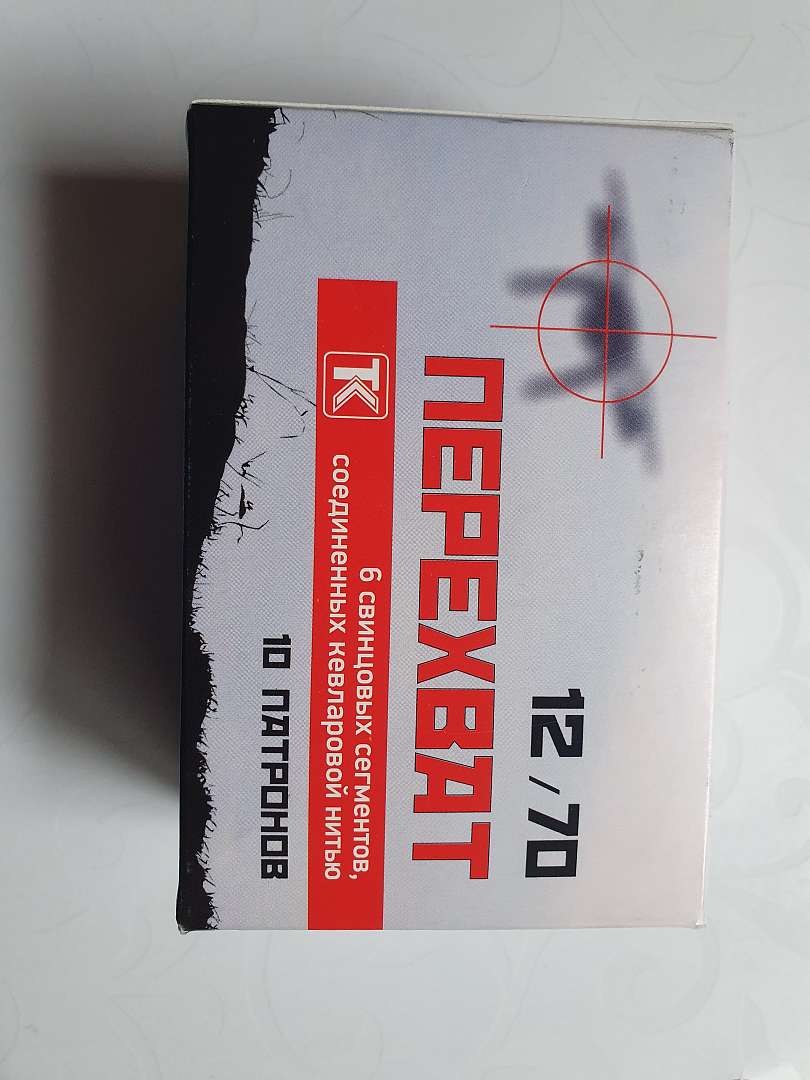 12/70
ПЕРЕХВАТ
6 свинцовых сегментов,
соединенных кевларовой нитью
ТК
10 ПАТРОНОВ